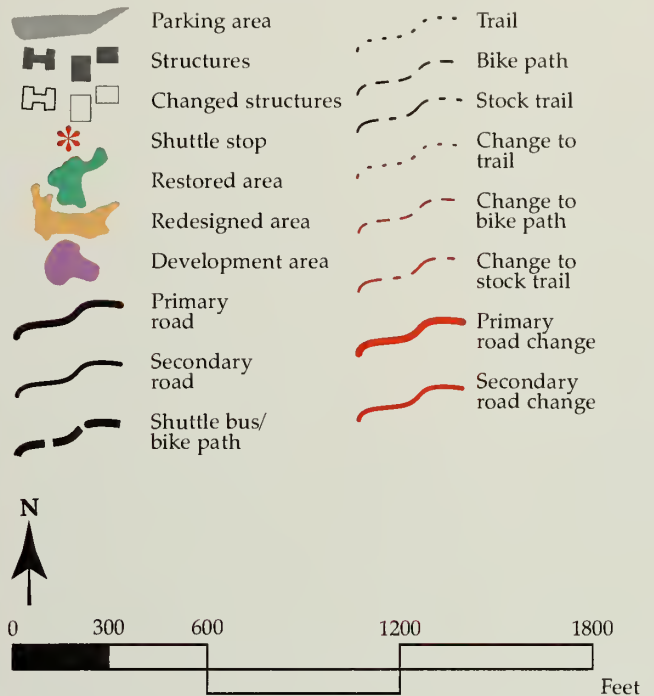 Parking area
Structures
Changed structures
Shuttle stop
Restored area
Redesigned area
Development area
Primary
road
Secondary
road
Shuttle bus/
bike path
Trail
Bike path
Stock trail
Change to
trail
Change to
bike path
Change to
stock trail
Primary
road change
Secondary
road change
N
0 300 600 1200 1800
Feet